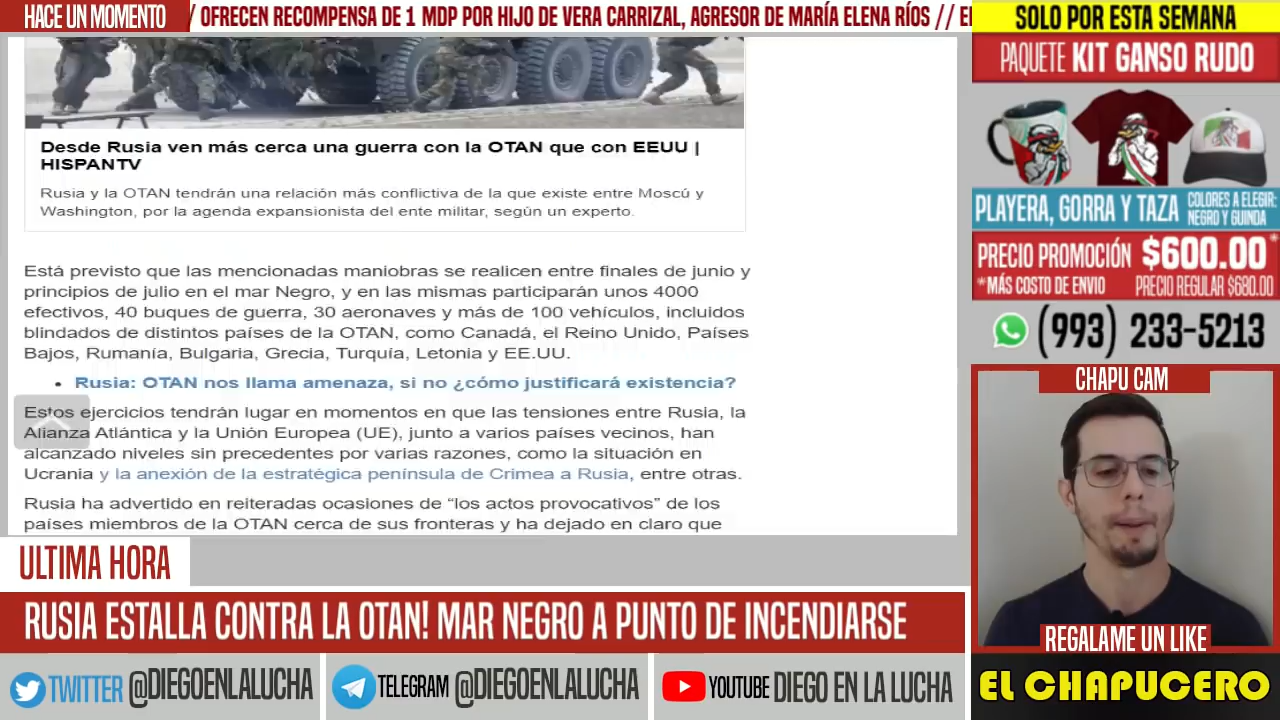 HACE UN MOMENTO
/ OFRECEN RECOMPENSA DE 1 MDP POR HIJO DE VERA CARRIZAL, AGRESOR DE MARÍA ELENA RÍOS // E
SOLO POR ESTA SEMANA
PAQUETE KIT GANSO RUDO
PLAYERA, GORRA Y TAZA
COLORES A ELEGIR:
NEGRO Y GUINDA
PRECIO PROMOCIÓN $600.00*
*MÁS COSTO DE ENVIO
PRECIO REGULAR $680.00
(993) 233-5213
CHAPU CAM
REGALAME UN LIKE
EL CHAPUCERO
Desde Rusia ven más cerca una guerra con la OTAN que con EEUU |
HISPANTV
Rusia y la OTAN tendrán una relación más conflictiva de la que existe entre Moscú y
Washington, por la agenda expansionista del ente militar, según un experto.
Está previsto que las mencionadas maniobras se realicen entre finales de junio y
principios de julio en el mar Negro, y en las mismas participarán unos 4000
efectivos, 40 buques de guerra, 30 aeronaves y más de 100 vehículos, incluidos
blindados de distintos países de la OTAN, como Canadá, el Reino Unido, Países
Bajos, Rumanía, Bulgaria, Grecia, Turquía, Letonia y EE.UU.
• Rusia: OTAN nos llama amenaza, si no ¿cómo justificará existencia?
Estos ejercicios tendrán lugar en momentos en que las tensiones entre Rusia, la
Alianza Atlántica y la Unión Europea (UE), junto a varios países vecinos, han
alcanzado niveles sin precedentes por varias razones, como la situación en
Ucrania y la anexión de la estratégica península de Crimea a Rusia, entre otras.
Rusia ha advertido en reiteradas ocasiones de “los actos provocativos” de los
países miembros de la OTAN cerca de sus fronteras y ha dejado en claro que
ULTIMA HORA
RUSIA ESTALLA CONTRA LA OTAN! MAR NEGRO A PUNTO DE INCENDIARSE
TWITTER @DIEGOENLALUCHA
TELEGRAM @DIEGOENLALUCHA
YOUTUBE DIEGO EN LA LUCHA